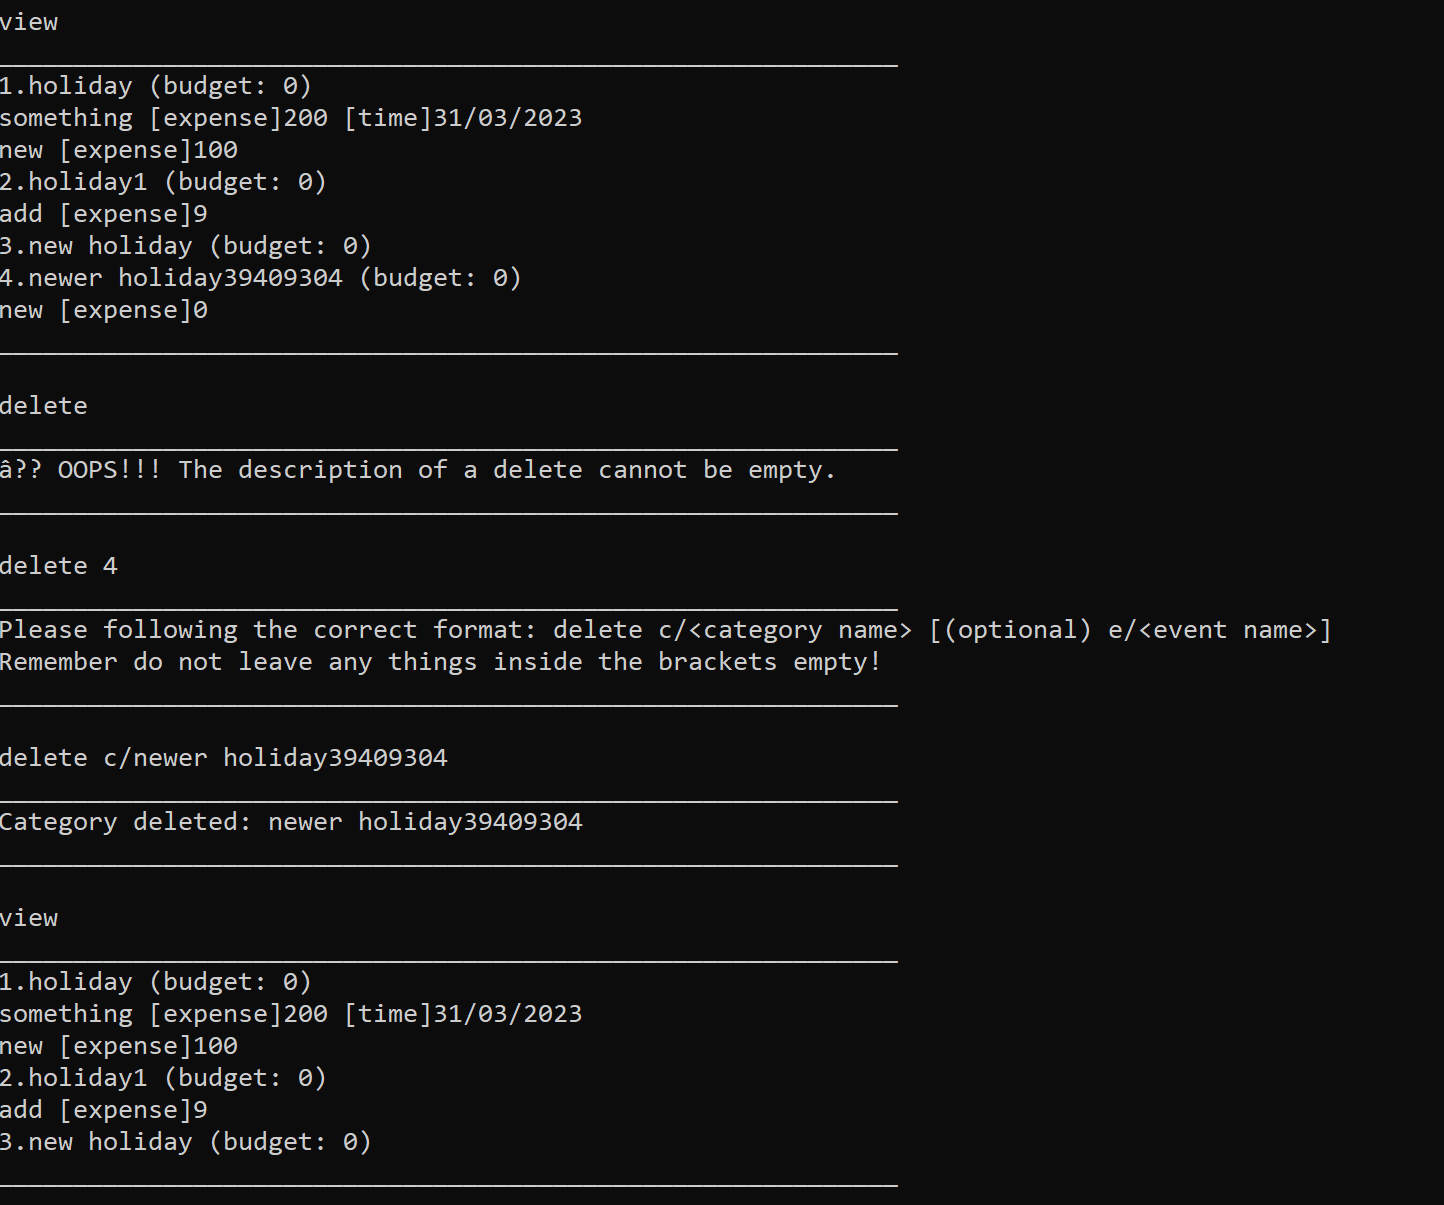 view
____________________________________________________________
1.holiday (budget: 0)
something [expense]200 [time]31/03/2023
new [expense]100
2.holiday1 (budget: 0)
add [expense]9
3.new holiday (budget: 0)
4.newer holiday39409304 (budget: 0)
new [expense]0
____________________________________________________________
delete
____________________________________________________________
â?? OOPS!!! The description of a delete cannot be empty.
____________________________________________________________
delete 4
____________________________________________________________
Please following the correct format: delete c/<category name> [(optional) e/<event name>]
Remember do not leave any things inside the brackets empty!
____________________________________________________________
delete c/newer holiday39409304
____________________________________________________________
Category deleted: newer holiday39409304
____________________________________________________________
view
____________________________________________________________
1.holiday (budget: 0)
something [expense]200 [time]31/03/2023
new [expense]100
2.holiday1 (budget: 0)
add [expense]9
3.new holiday (budget: 0)
____________________________________________________________